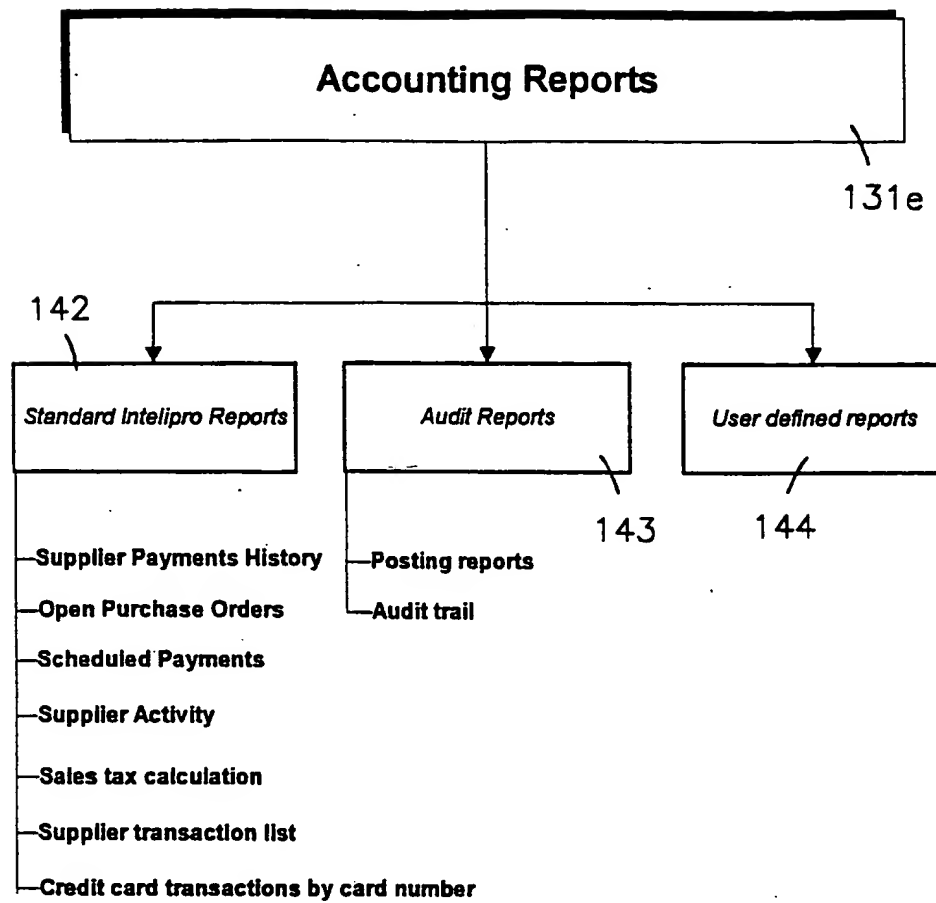 Accounting Reports
131e
142
Standard Intelipro Reports
Audit Reports
User defined reports
143
144
Supplier Payments History
Open Purchase Orders
Scheduled Payments
Supplier Activity
Sales tax calculation
Supplier transaction list
Credit card transactions by card number
Posting reports
Audit trail